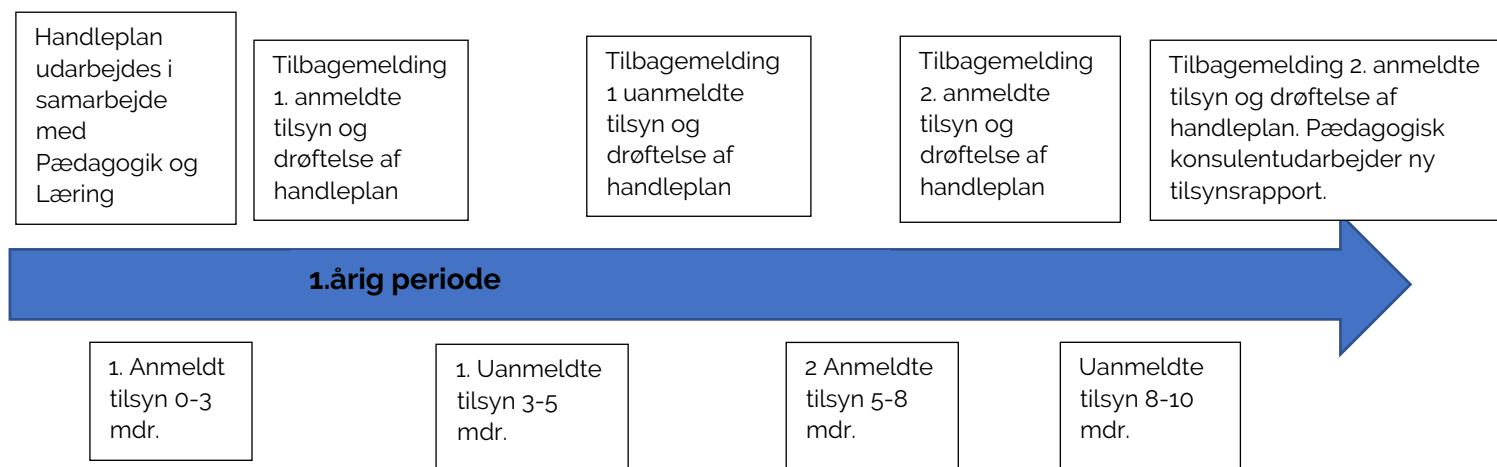 Handleplan
udarbejdes i
samarbejde
med
Pædagogik og
Læring
Tilbagemelding
1. anmeldte
tilsyn og
drøftelse af
handleplan
Tilbagemelding
1 uanmeldte
tilsyn og
drøftelse af
handleplan
Tilbagemelding
2. anmeldte
tilsyn og
drøftelse af
handleplan
Tilbagemelding 2. anmeldte
tilsyn og drøftelse af
handleplan. Pædagogisk
konsulentudarbejder ny
tilsynsrapport.
1.årig periode
1. Anmeldt
tilsyn 0-3
mdr.
1. Uanmeldte
tilsyn 3-5
mdr.
2 Anmeldte
tilsyn 5-8
mdr.
Uanmeldte
tilsyn 8-10
mdr.